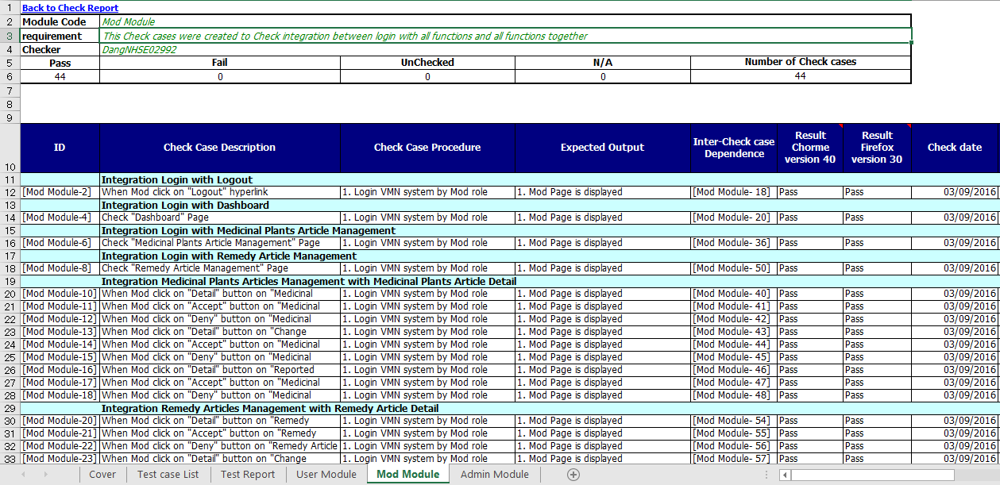 1 Back to Check Report
2 Module Code Mod Module
3 requirement This Check cases were created to Check integration between login with all functions and all functions together
4 Checker DangNHSE02992
5 Pass Fail UnChecked N/A Number of Check cases
6 44 0 0 0 44
7
8
9
10 ID Check Case Description Check Case Procedure Expected Output Inter-Check case Dependence Result Chorme version 40 Result Firefox version 30 Check date
11 Integration Login with Logout
12 [Mod Module-2] When Mod click on "Logout" hyperlink 1. Login VMN system by Mod role 1. Mod Page is displayed [Mod Module- 18] Pass Pass 03/09/2016
13 Integration Login with Dashboard
14 [Mod Module-4] Check "Dashboard" Page 1. Login VMN system by Mod role 1. Mod Page is displayed [Mod Module- 20] Pass Pass 03/09/2016
15 Integration Login with Medicinal Plants Article Management
16 [Mod Module-6] Check "Medicinal Plants Article Management" Page 1. Login VMN system by Mod role 1. Mod Page is displayed [Mod Module- 36] Pass Pass 03/09/2016
17 Integration Login with Remedy Article Management
18 [Mod Module-8] Check "Remedy Article Management" Page 1. Login VMN system by Mod role 1. Mod Page is displayed [Mod Module- 50] Pass Pass 03/09/2016
19 Integration Medicinal Plants Articles Management with Medicinal Plants Article Detail
20 [Mod Module-10] When Mod click on "Detail" button on "Medicinal 1. Login VMN system by Mod role 1. Mod Page is displayed [Mod Module- 40] Pass Pass 03/09/2016
21 [Mod Module-11] When Mod click on "Accept" button on "Medicinal 1. Login VMN system by Mod role 1. Mod Page is displayed [Mod Module- 41] Pass Pass 03/09/2016
22 [Mod Module-12] When Mod click on "Deny" button on "Medicinal 1. Login VMN system by Mod role 1. Mod Page is displayed [Mod Module- 42] Pass Pass 03/09/2016
23 [Mod Module-13] When Mod click on "Detail" button on "Change 1. Login VMN system by Mod role 1. Mod Page is displayed [Mod Module- 43] Pass Pass 03/09/2016
24 [Mod Module-14] When Mod click on "Accept" button on "Medicinal 1. Login VMN system by Mod role 1. Mod Page is displayed [Mod Module- 44] Pass Pass 03/09/2016
25 [Mod Module-15] When Mod click on "Deny" button on "Medicinal 1. Login VMN system by Mod role 1. Mod Page is displayed [Mod Module- 45] Pass Pass 03/09/2016
26 [Mod Module-16] When Mod click on "Detail" button on "Reported 1. Login VMN system by Mod role 1. Mod Page is displayed [Mod Module- 46] Pass Pass 03/09/2016
27 [Mod Module-17] When Mod click on "Accept" button on "Medicinal 1. Login VMN system by Mod role 1. Mod Page is displayed [Mod Module- 47] Pass Pass 03/09/2016
28 [Mod Module-18] When Mod click on "Deny" button on "Medicinal 1. Login VMN system by Mod role 1. Mod Page is displayed [Mod Module- 48] Pass Pass 03/09/2016
29 Integration Remedy Articles Management with Remedy Article Detail
30 [Mod Module-20] When Mod click on "Detail" button on "Remedy 1. Login VMN system by Mod role 1. Mod Page is displayed [Mod Module- 54] Pass Pass 03/09/2016
31 [Mod Module-21] When Mod click on "Accept" button on "Remedy 1. Login VMN system by Mod role 1. Mod Page is displayed [Mod Module- 55] Pass Pass 03/09/2016
32 [Mod Module-22] When Mod click on "Deny" button on "Remedy Article 1. Login VMN system by Mod role 1. Mod Page is displayed [Mod Module- 56] Pass Pass 03/09/2016
33 [Mod Module-23] When Mod click on "Detail" button on "Change 1. Login VMN system by Mod role 1. Mod Page is displayed [Mod Module- 57] Pass Pass 03/09/2016
Cover Test case List Test Report User Module Mod Module Admin Module